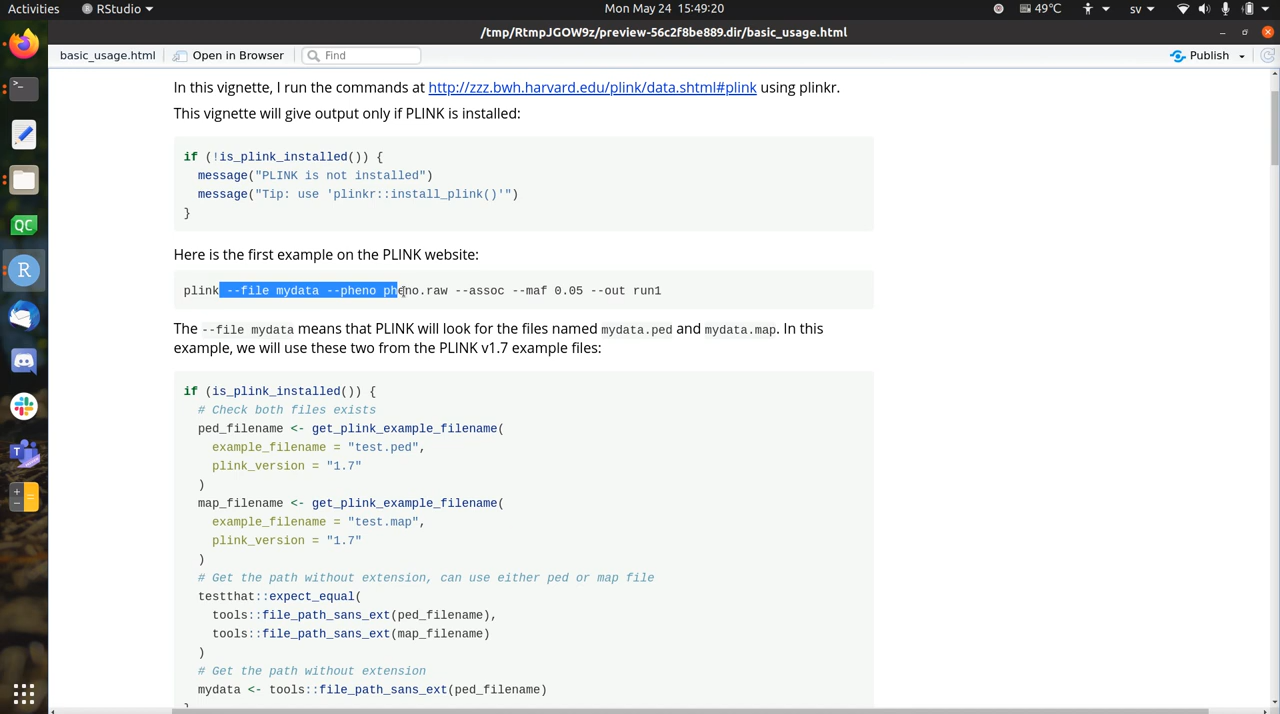 Activities RStudio Mon May 24 15:49:20 49°C sv
/tmp/RtmpJGOW9z/preview-56c2f8be889.dir/basic_usage.html
basic_usage.html Open in Browser Find Publish
In this vignette, I run the commands at http://zzz.bwh.harvard.edu/plink/data.shtml#plink using plinkr.
This vignette will give output only if PLINK is installed:
if (!is_plink_installed()) {
message("PLINK is not installed")
message("Tip: use 'plinkr::install_plink()'")
}
Here is the first example on the PLINK website:
plink --file mydata --pheno pheno.raw --assoc --maf 0.05 --out run1
The --file mydata means that PLINK will look for the files named mydata.ped and mydata.map. In this
example, we will use these two from the PLINK v1.7 example files:
if (is_plink_installed()) {
# Check both files exists
ped_filename <- get_plink_example_filename(
example_filename = "test.ped",
plink_version = "1.7"
)
map_filename <- get_plink_example_filename(
example_filename = "test.map",
plink_version = "1.7"
)
# Get the path without extension, can use either ped or map file
testthat::expect_equal(
tools::file_path_sans_ext(ped_filename),
tools::file_path_sans_ext(map_filename)
)
# Get the path without extension
mydata <- tools::file_path_sans_ext(ped_filename)
QC
R